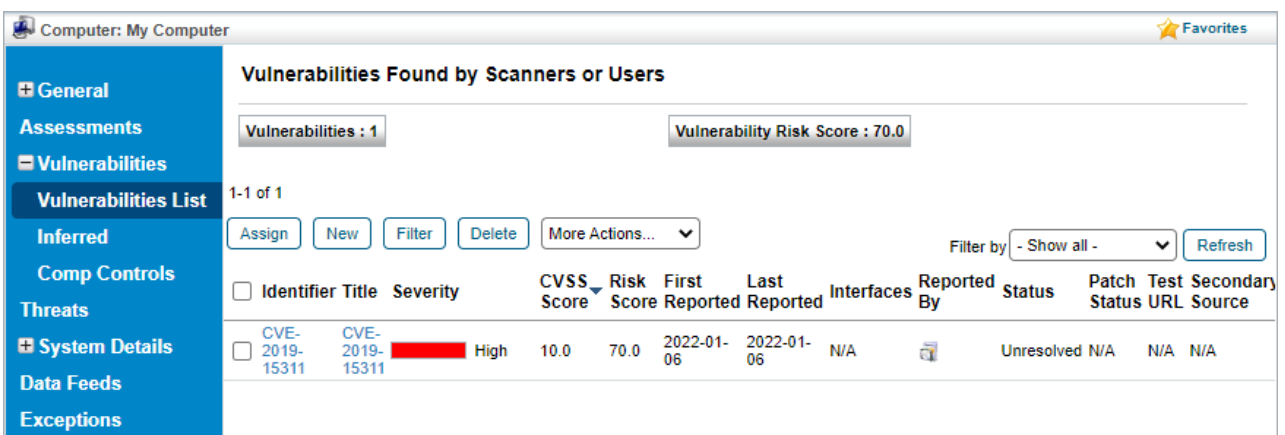 Computer: My Computer
Favorites
General
Assessments
Vulnerabilities
Vulnerabilities List
Inferred
Comp Controls
Threats
System Details
Data Feeds
Exceptions
Vulnerabilities Found by Scanners or Users
Vulnerabilities : 1
Vulnerability Risk Score : 70.0
1-1 of 1
Assign New Filter Delete More Actions...
Filter by - Show all - Refresh
Identifier Title Severity CVSS Score Risk Score First Reported Last Reported Interfaces Reported By Status Patch Status Test URL Secondary Source
CVE-2019-15311 CVE-2019-15311 High 10.0 70.0 2022-01-06 2022-01-06 N/A Unresolved N/A N/A N/A